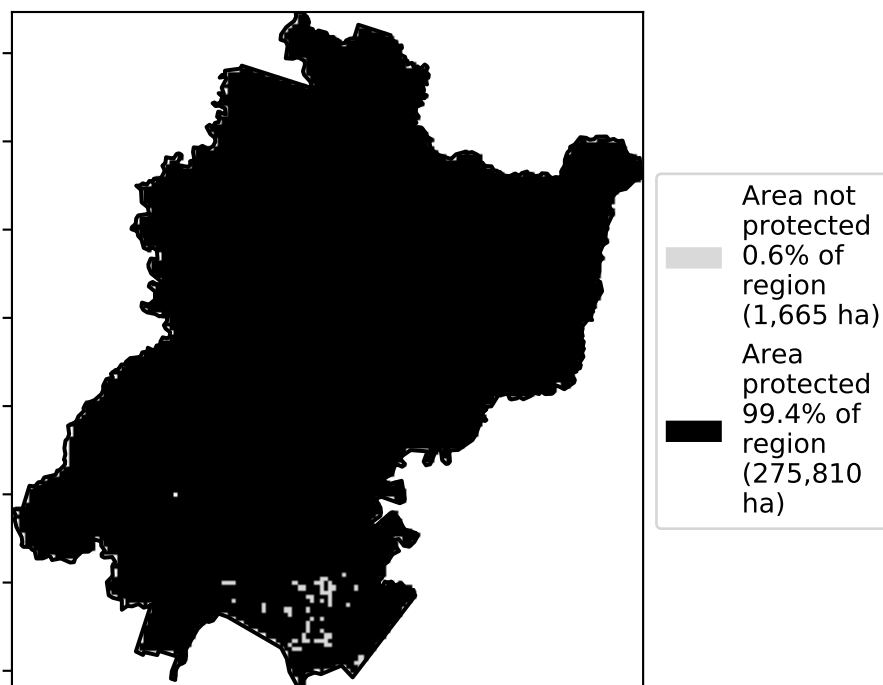 Area not
protected
0.6% of
region
(1,665 ha)
Area
protected
99.4% of
region
(275,810
ha)